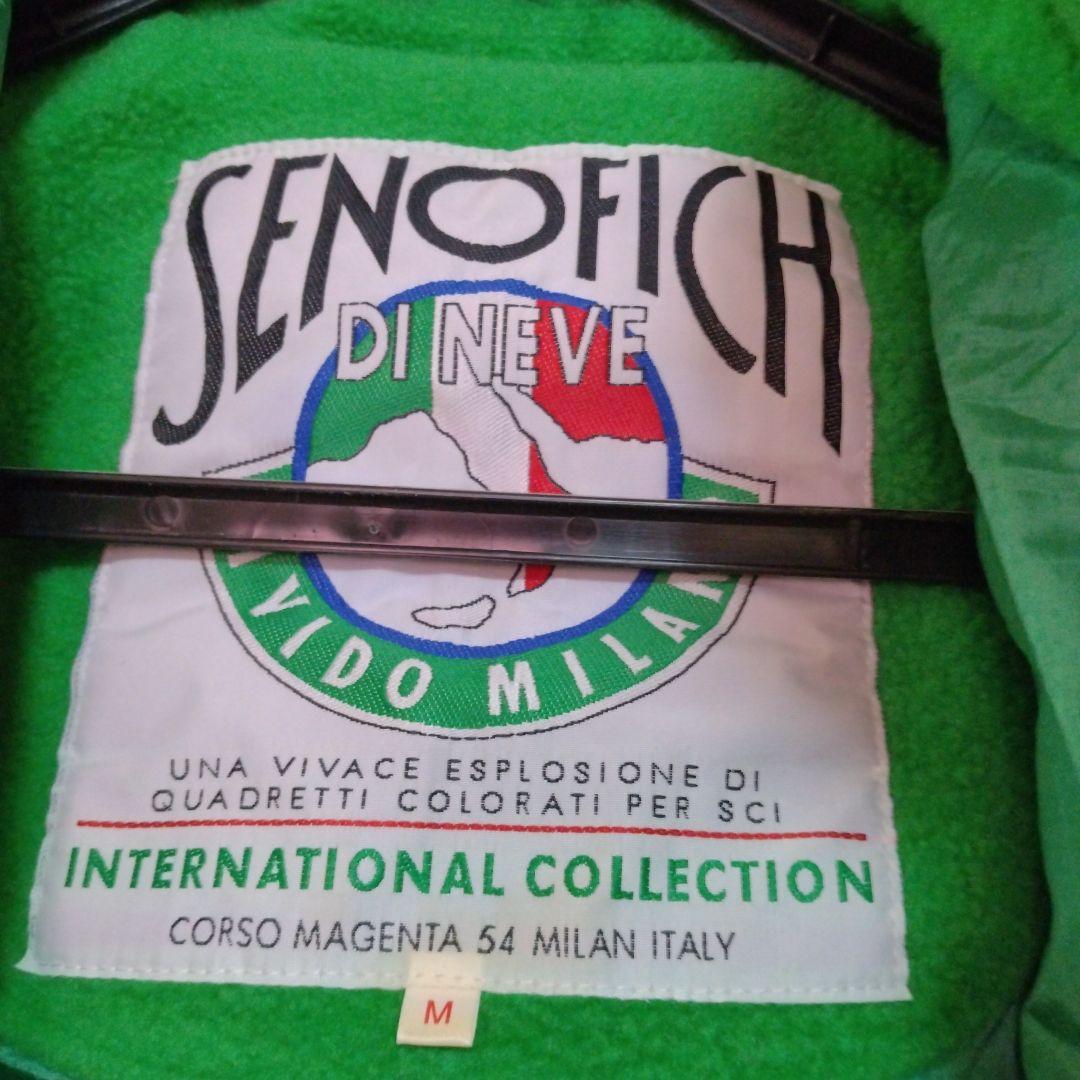 SENOFICH
DI NEVE
MILAN
UNA VIVACE ESPLOSIONE DI
QUADRETTI COLORATI PER SCI
INTERNATIONAL COLLECTION
CORSO MAGENTA 54 MILAN ITALY
M